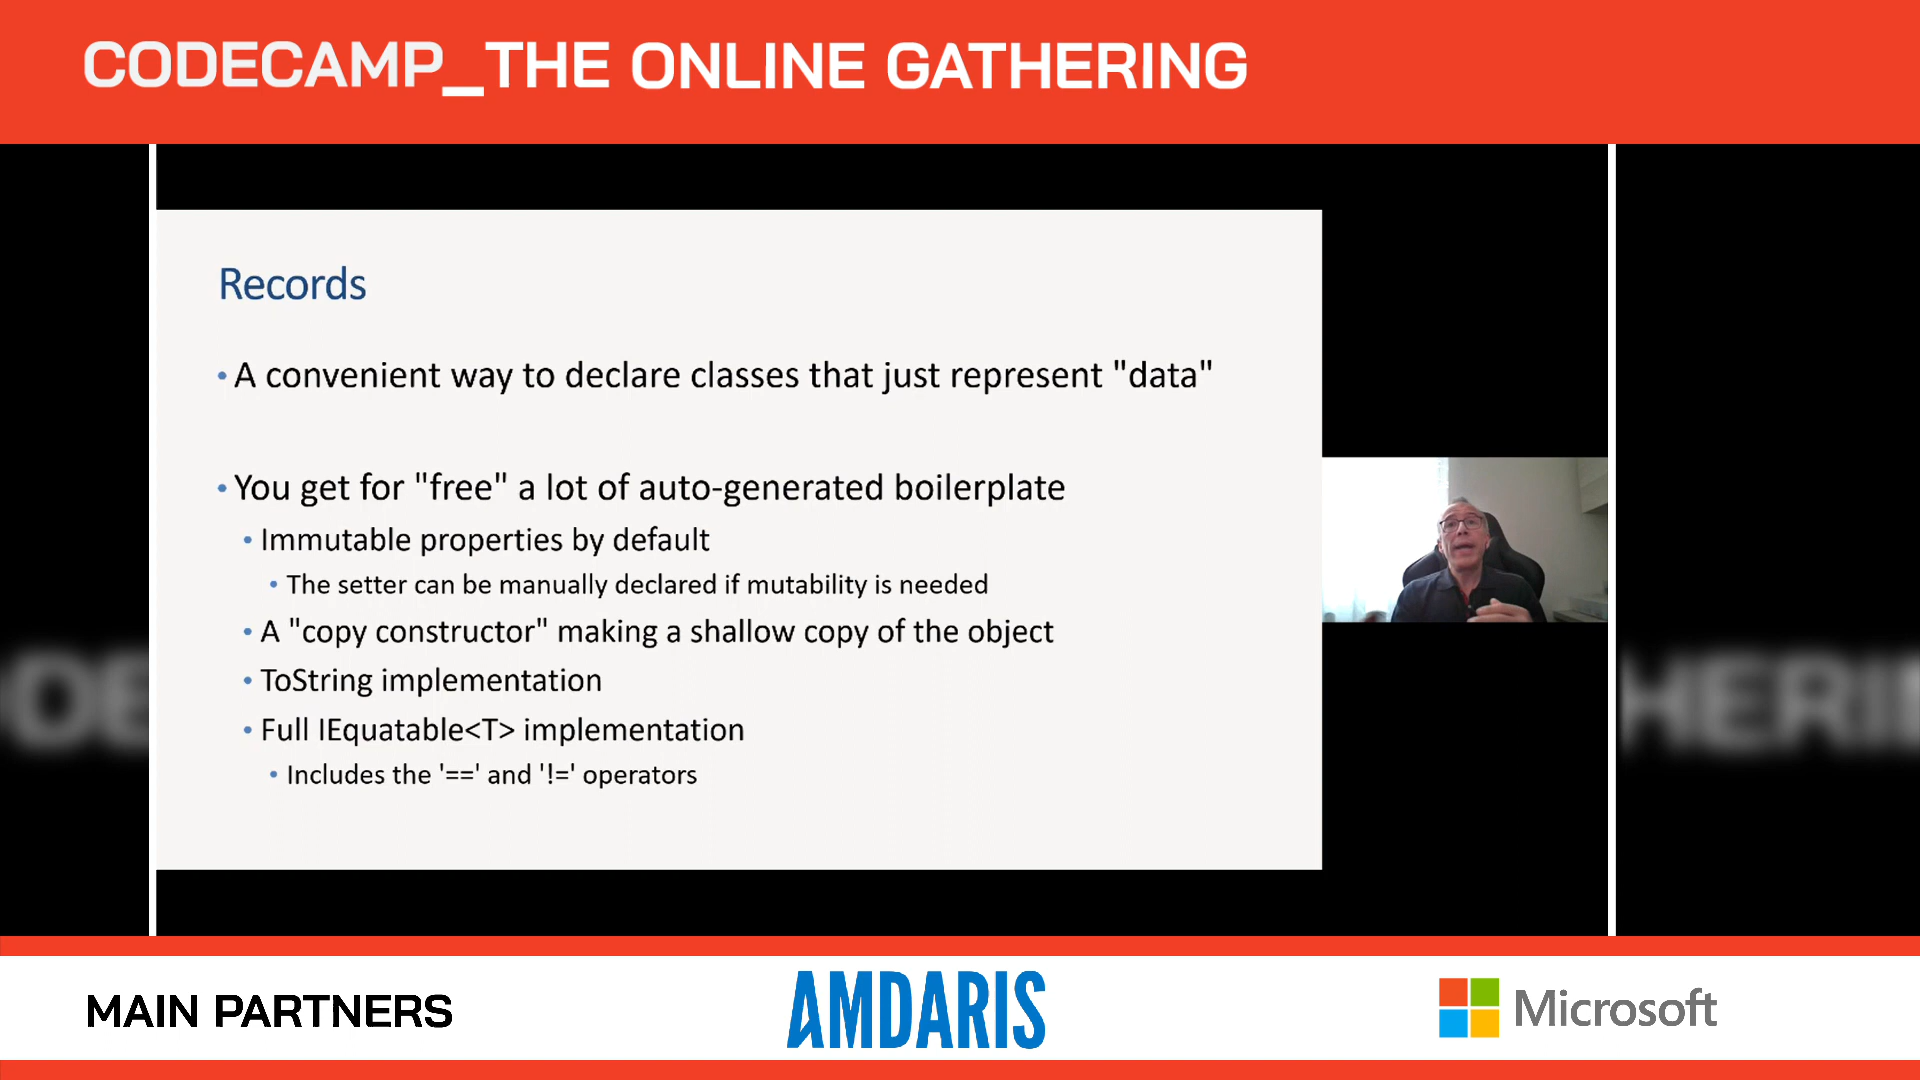 CODECAMP_THE ONLINE GATHERING
Records
• A convenient way to declare classes that just represent "data"
• You get for "free" a lot of auto-generated boilerplate
• Immutable properties by default
• The setter can be manually declared if mutability is needed
• A "copy constructor" making a shallow copy of the object
• ToString implementation
• Full IEquatable<T> implementation
• Includes the '==' and '!=' operators
MAIN PARTNERS
AMDARIS
Microsoft